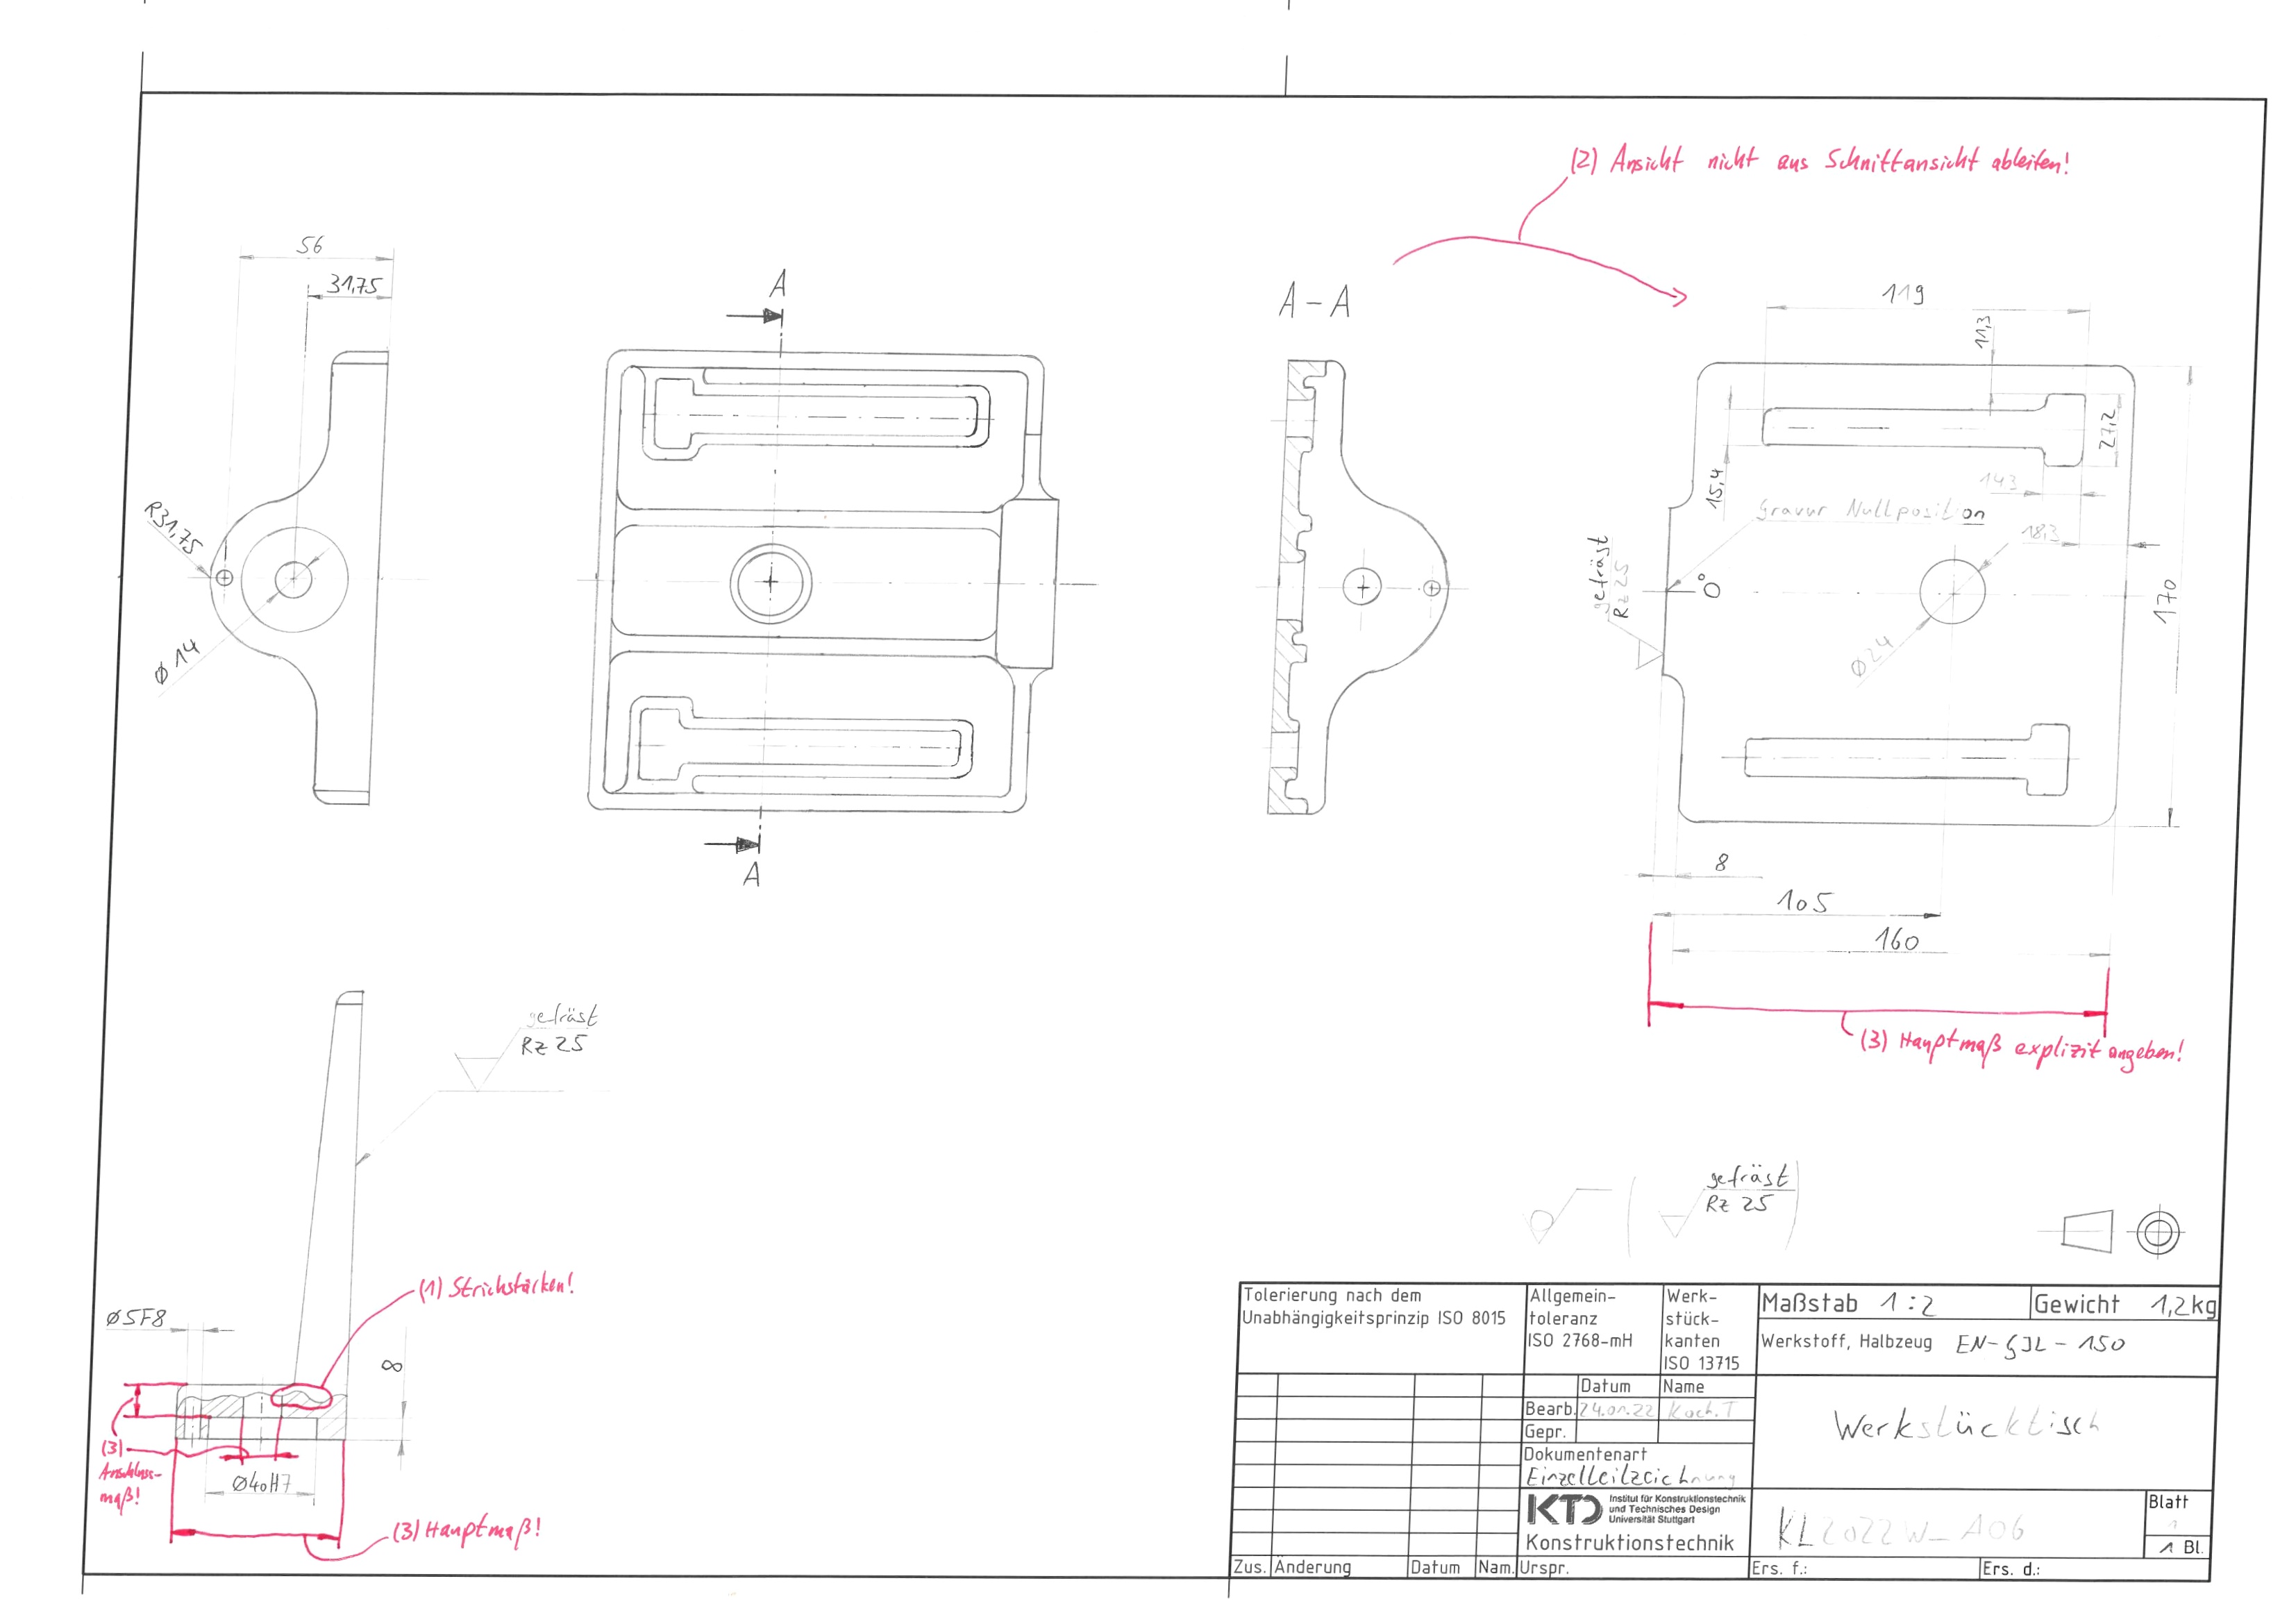 (2) Ansicht nicht aus Schnittansicht ableiten!
56
31,75
A
A-A
119
11,3
27,2
15,4
14,3
R31,75
Gravur Nullposition
18,3
gefräst
Rz 25
0°
170
Ø14
Ø24
A
8
105
160
(3) Hauptmaß explizit angeben!
gefräst
Rz 25
gefräst
Rz 25
(1) Strichstärken!
Ø5F8
8
(3)
Anschluss-
maß!
Ø40H7
(3) Hauptmaß!
Tolerierung nach dem
Unabhängigkeitsprinzip ISO 8015
Allgemein-
toleranz
ISO 2768-mH
Werk-
stück-
kanten
ISO 13715
Maßstab 1:2
Gewicht 1,2kg
Werkstoff, Halbzeug EN-GJL-150
Datum
Name
Bearb. 24.01.22 Koch.T
Gepr.
Werkstücktisch
Dokumentenart
Einzelteilzeichnung
KTD
Institut für Konstruktionstechnik
und Technisches Design
Universität Stuttgart
Konstruktionstechnik
KL2022W_A06
Blatt
1
1 Bl.
Zus.
Änderung
Datum
Nam.
Urspr.
Ers. f.:
Ers. d.: